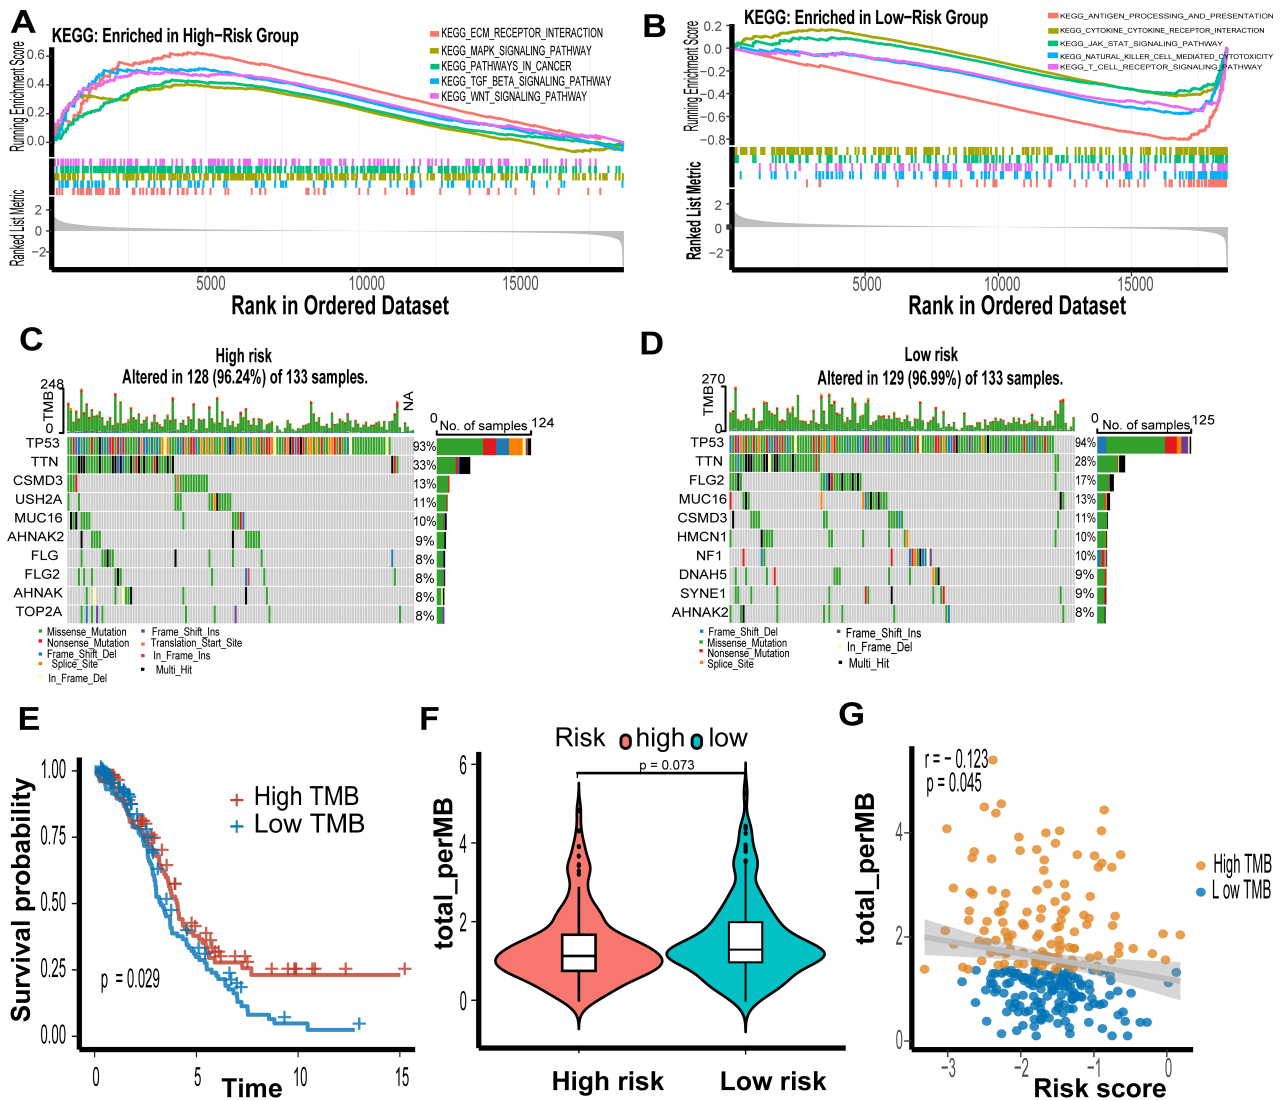 A
KEGG: Enriched in High-Risk Group
KEGG_ECM_RECEPTOR_INTERACTION
KEGG_MAPK_SIGNALING_PATHWAY
KEGG_PATHWAYS_IN_CANCER
KEGG_TGF_BETA_SIGNALING_PATHWAY
KEGG_WNT_SIGNALING_PATHWAY
Running Enrichment Score
0.6
0.4
0.2
0.0
Ranked List Metric
2
0
−2
5000 10000 15000
Rank in Ordered Dataset
B
KEGG: Enriched in Low−Risk Group
KEGG_ANTIGEN_PROCESSING_AND_PRESENTATION
KEGG_CYTOKINE_CYTOKINE_RECEPTOR_INTERACTION
KEGG_JAK_STAT_SIGNALING_PATHWAY
KEGG_NATURAL_KILLER_CELL_MEDIATED_CYTOTOXICITY
KEGG_T_CELL_RECEPTOR_SIGNALING_PATHWAY
Running Enrichment Score
0.2
0.0
−0.2
−0.4
−0.6
−0.8
Ranked List Metric
2
0
−2
5000 10000 15000
Rank in Ordered Dataset
C
High risk
Altered in 128 (96.24%) of 133 samples.
248
TMB
0
NA
0 No. of samples 124
TP53 93%
TTN 33%
CSMD3 13%
USH2A 11%
MUC16 10%
AHNAK2 9%
FLG 8%
FLG2 8%
AHNAK 8%
TOP2A 8%
Missense_Mutation Frame_Shift_Ins
Nonsense_Mutation Translation_Start_Site
Frame_Shift_Del In_Frame_Ins
Splice_Site Multi_Hit
In_Frame_Del
D
Low risk
Altered in 129 (96.99%) of 133 samples.
270
TMB
0
0 No. of samples 125
TP53 94%
TTN 28%
FLG2 17%
MUC16 13%
CSMD3 11%
HMCN1 10%
NF1 10%
DNAH5 9%
SYNE1 9%
AHNAK2 8%
Frame_Shift_Del Frame_Shift_Ins
Missense_Mutation In_Frame_Del
Nonsense_Mutation Multi_Hit
Splice_Site
E
Survival probability
1.00
0.75
0.50
0.25
0.00
High TMB
Low TMB
p = 0.029
0 5 10 15
Time
F
Risk high low
p = 0.073
total_perMB
6
4
2
0
High risk Low risk
G
r = − 0.123
p = 0.045
total_perMB
4
2
0
High TMB
Low TMB
−3 −2 −1 0
Risk score